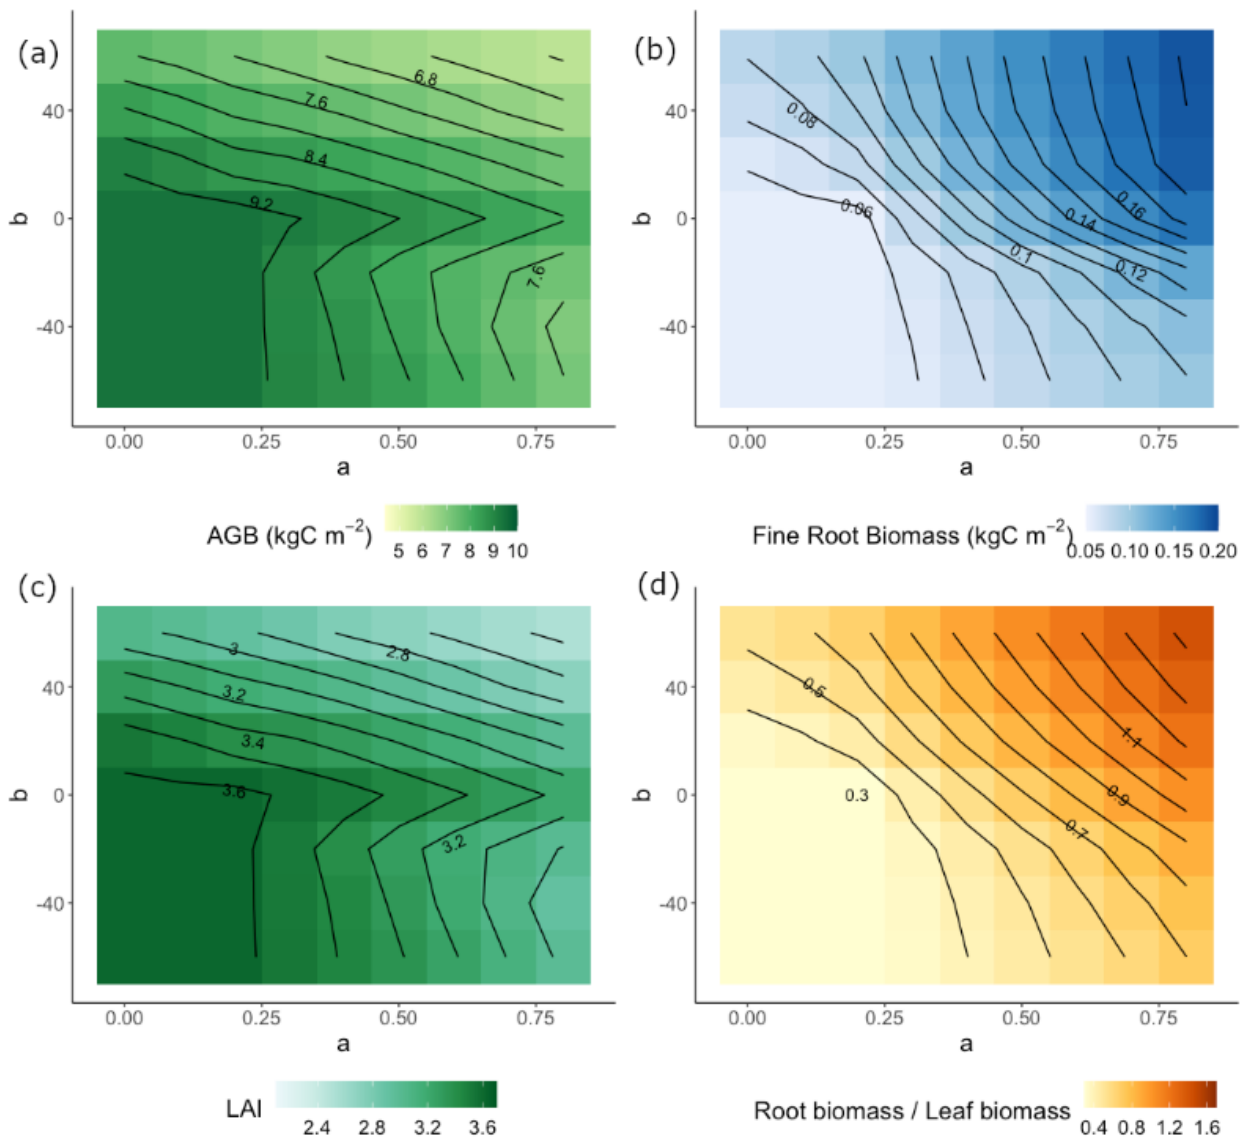 (a)
b
40
0
-40
6.8
7.6
8.4
9.2
7.6
0.00 0.25 0.50 0.75
a
AGB (kgC m⁻²)
5 6 7 8 9 10
(b)
b
40
0
-40
0.08
0.06
0.16
0.14
0.1
0.12
0.00 0.25 0.50 0.75
a
Fine Root Biomass (kgC m⁻²)
0.05 0.10 0.15 0.20
(c)
b
40
0
-40
3
2.8
3.2
3.4
3.6
3.2
0.00 0.25 0.50 0.75
a
LAI
2.4 2.8 3.2 3.6
(d)
b
40
0
-40
0.5
1.1
0.3
0.9
0.7
0.00 0.25 0.50 0.75
a
Root biomass / Leaf biomass
0.4 0.8 1.2 1.6